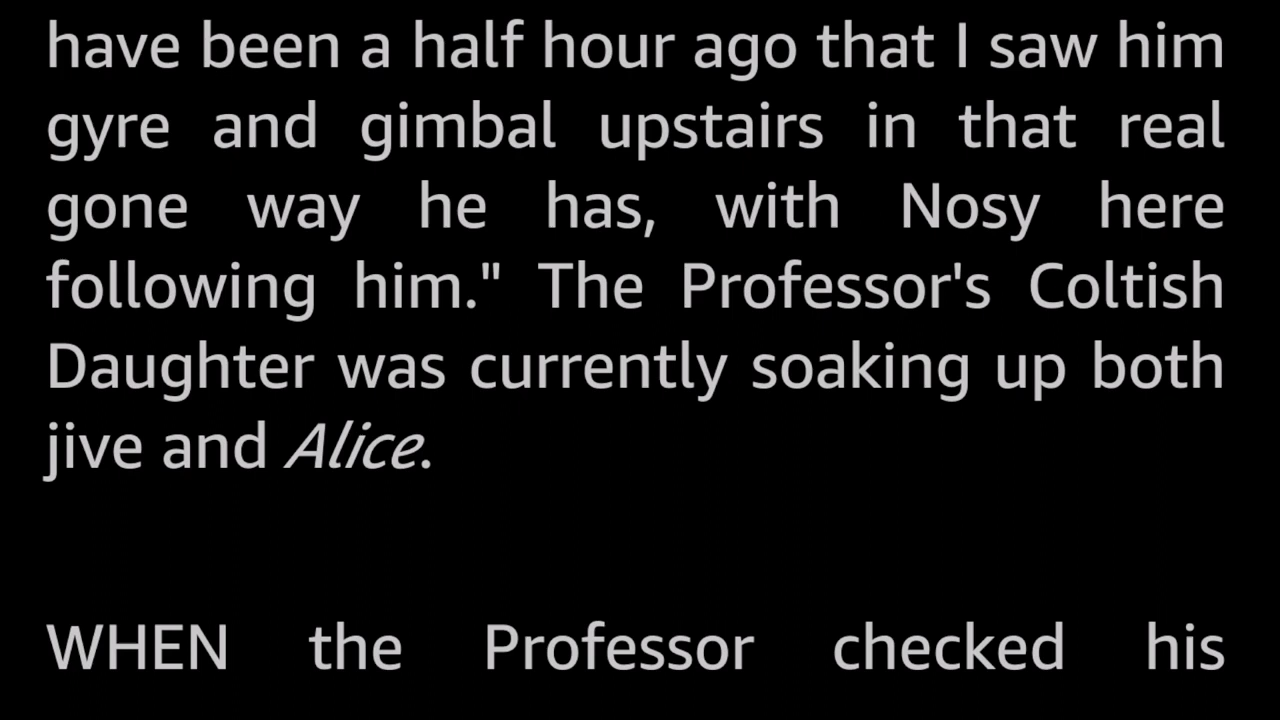 have been a half hour ago that I saw him
gyre and gimbal upstairs in that real
gone way he has, with Nosy here
following him." The Professor's Coltish
Daughter was currently soaking up both
jive and Alice.
WHEN the Professor checked his